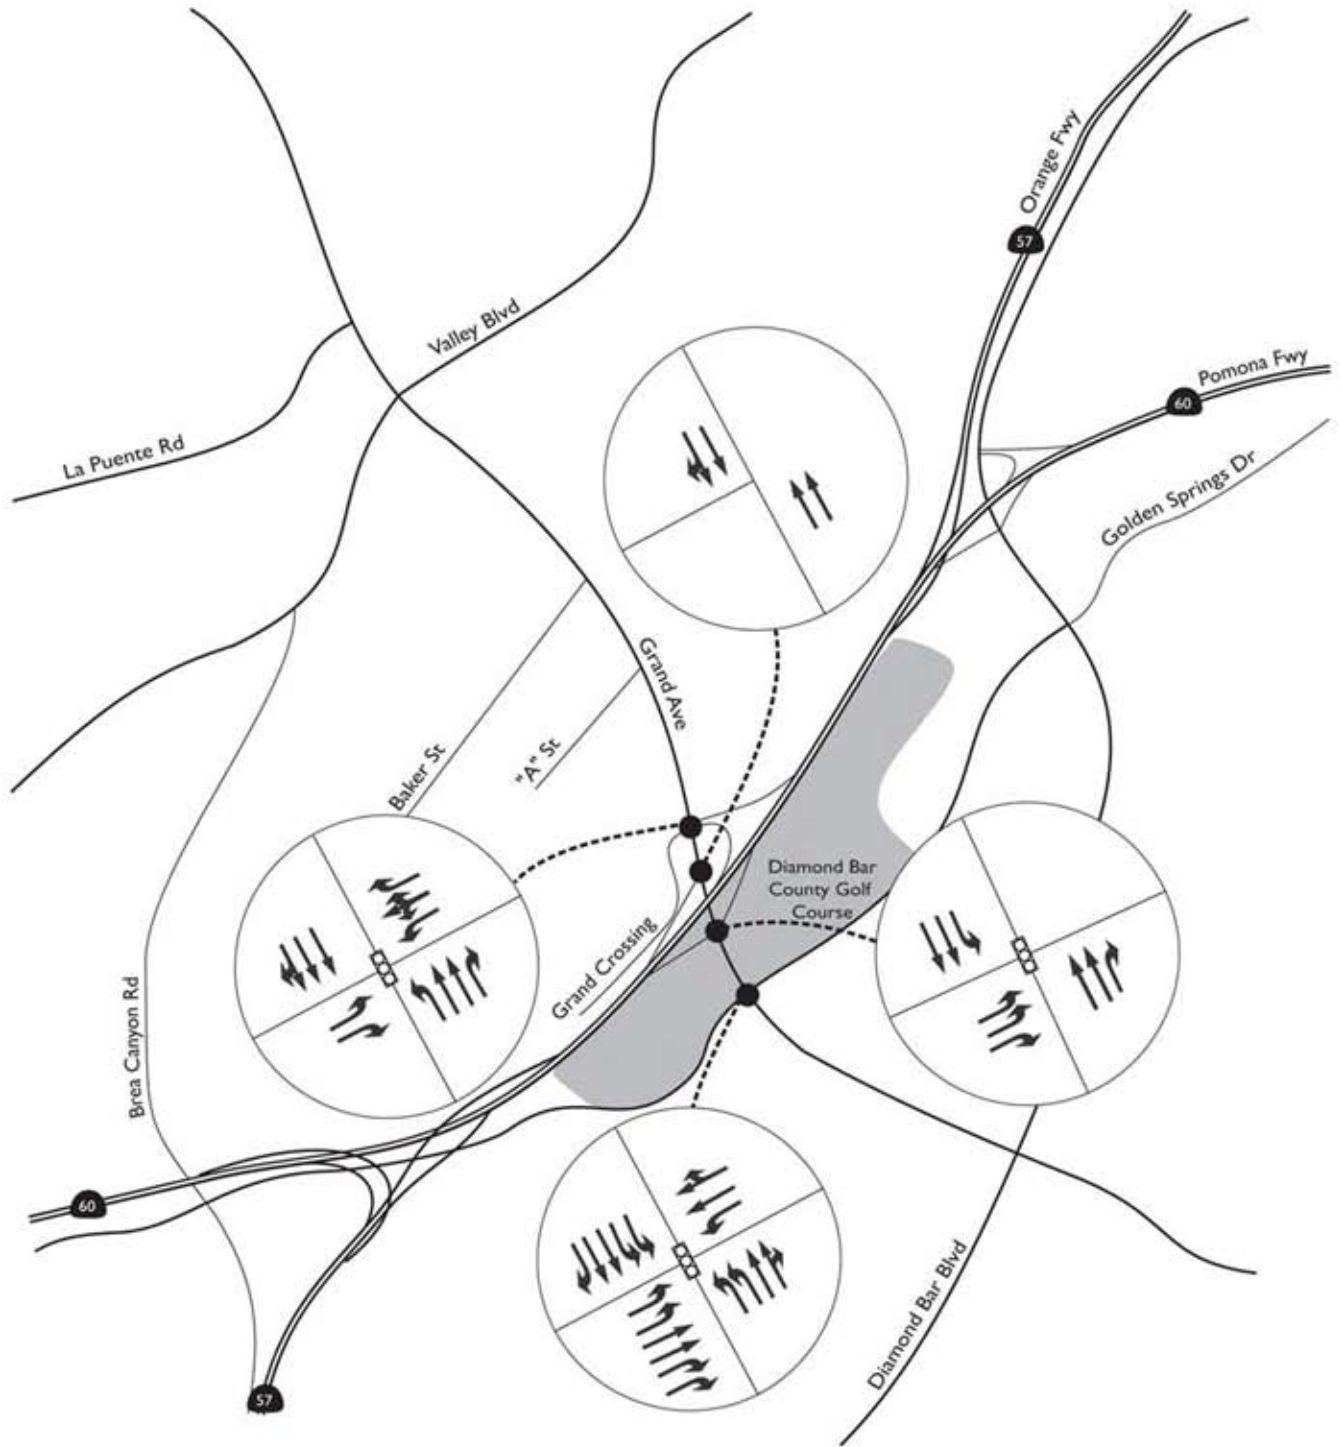 Orange Fwy
57
Valley Blvd
Pomona Fwy
60
La Puente Rd
Golden Springs Dr
Grand Ave
Baker St
"A" St
Diamond Bar
County Golf
Course
Grand Crossing
Brea Canyon Rd
60
Diamond Bar Blvd
57